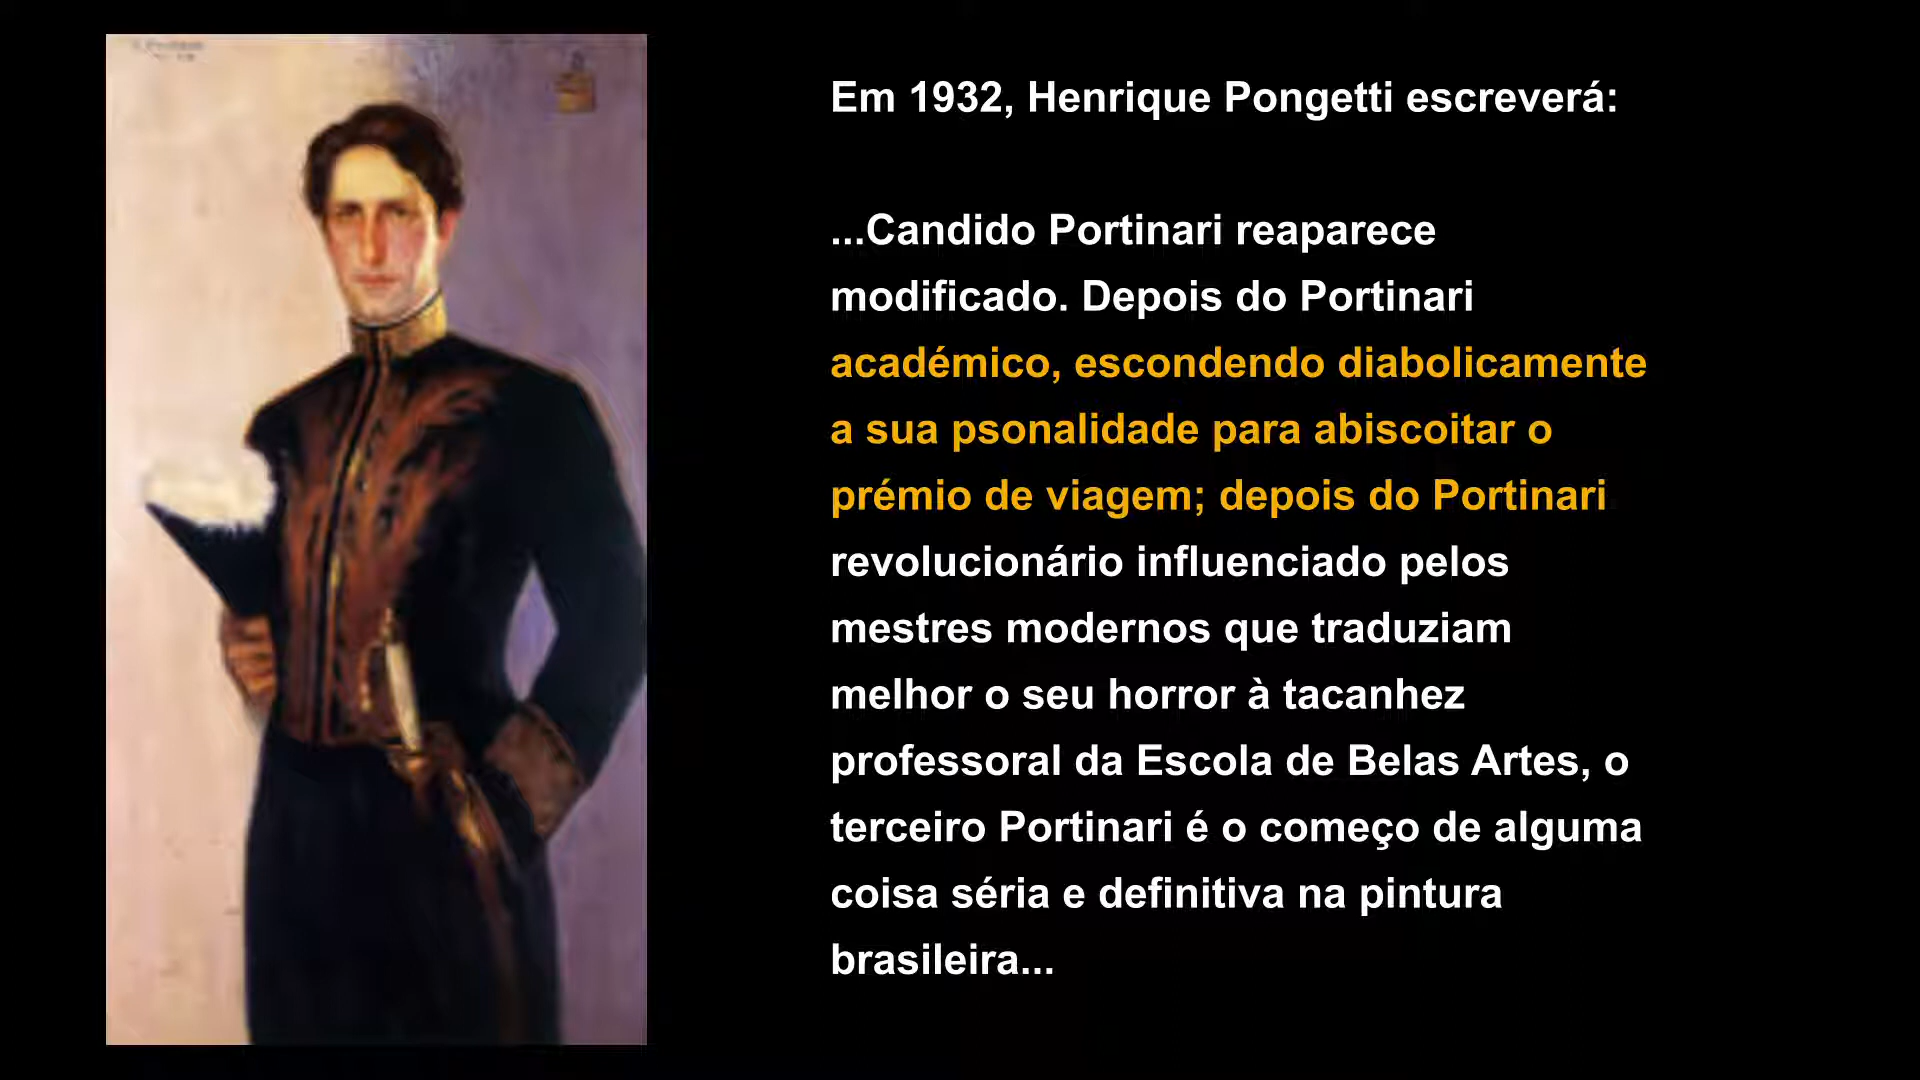 Em 1932, Henrique Pongetti escreverá:
...Candido Portinari reaparece
modificado. Depois do Portinari
académico, escondendo diabolicamente
a sua psonalidade para abiscoitar o
prémio de viagem; depois do Portinari
revolucionário influenciado pelos
mestres modernos que traduziam
melhor o seu horror à tacanhez
professoral da Escola de Belas Artes, o
terceiro Portinari é o começo de alguma
coisa séria e definitiva na pintura
brasileira...